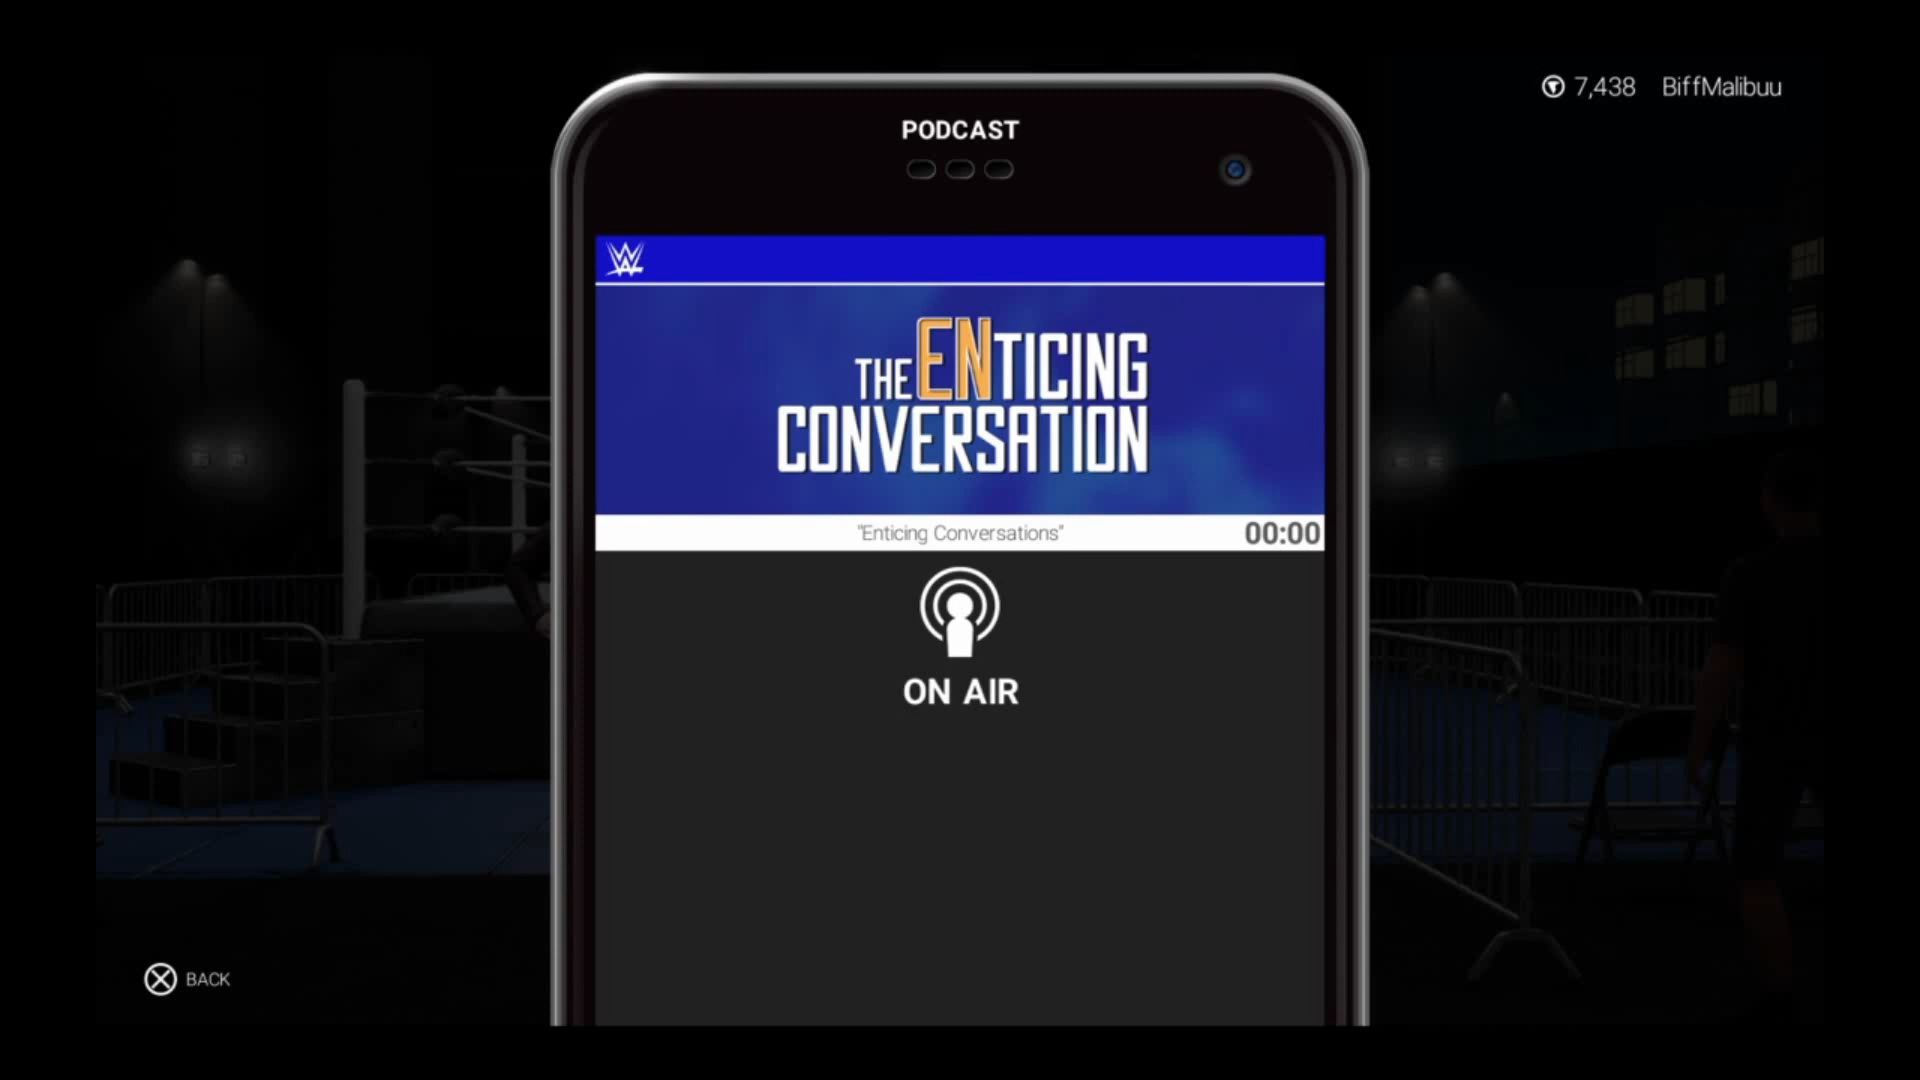 7,438 BiffMalibuu
PODCAST
W
THE ENTICING
CONVERSATION
"Enticing Conversations" 00:00
ON AIR
BACK